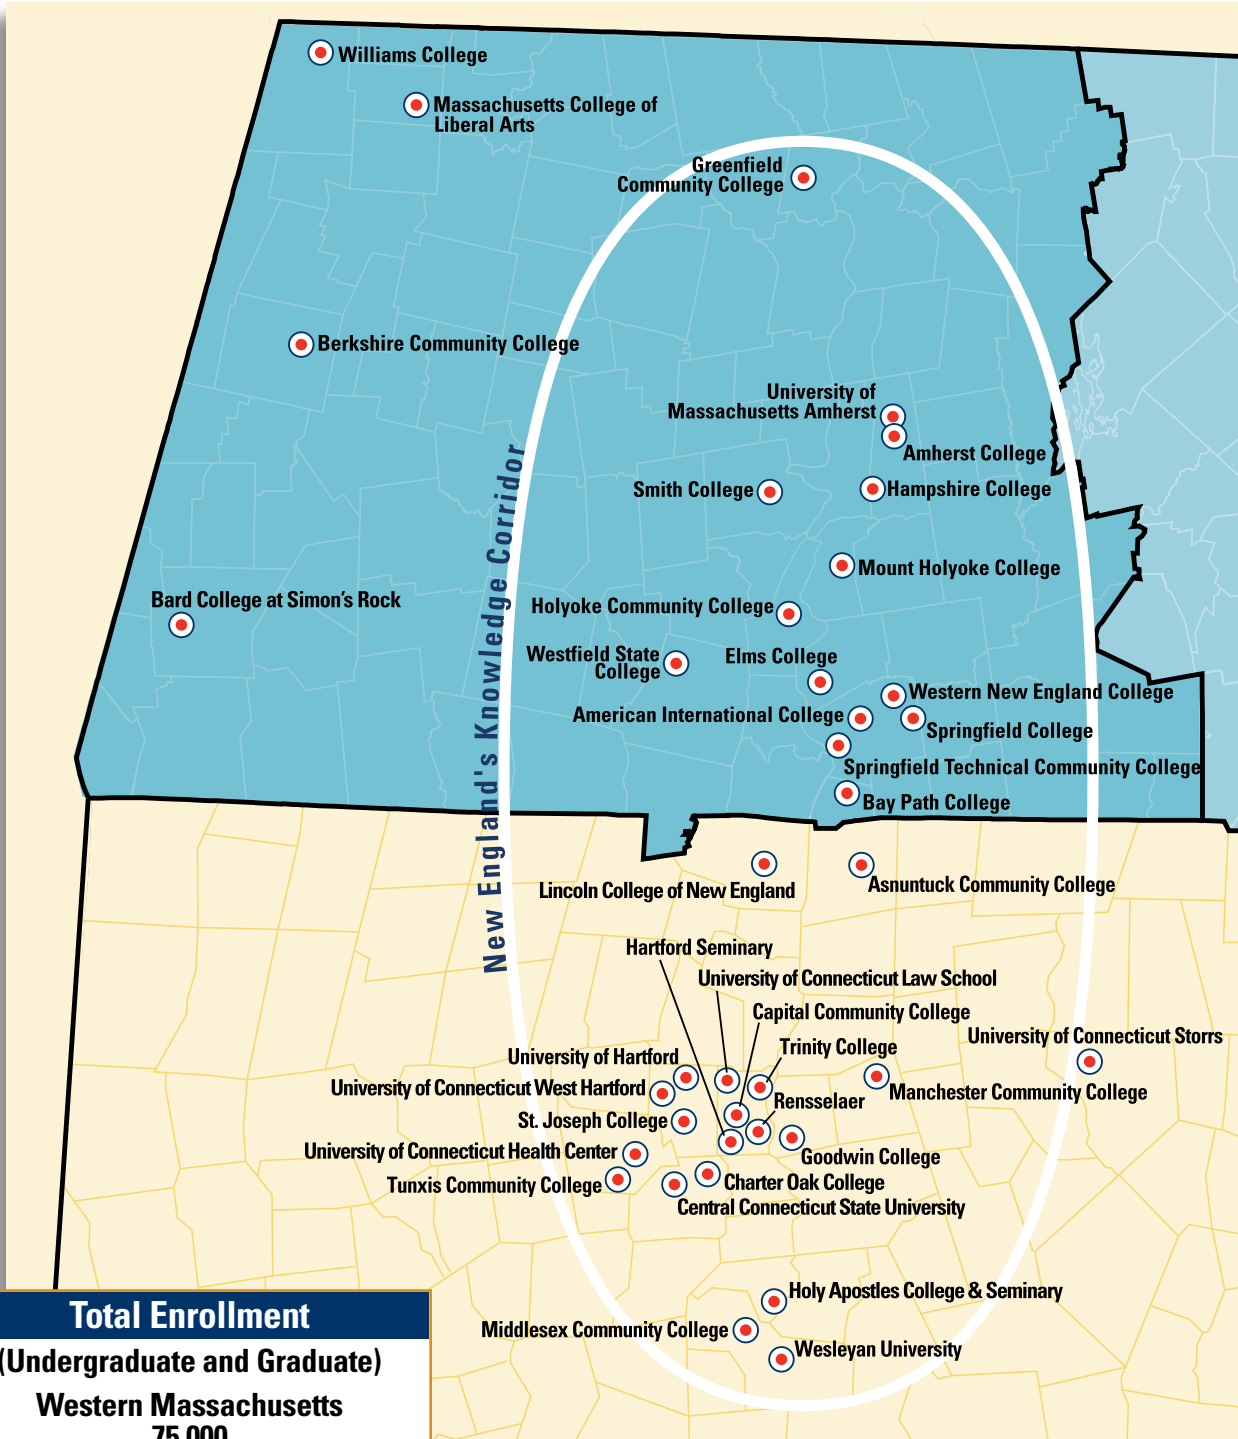 Williams College
Massachusetts College of
Liberal Arts
Greenfield
Community College
Berkshire Community College
University of
Massachusetts Amherst
Amherst College
Smith College
Hampshire College
New England's Knowledge Corridor
Mount Holyoke College
Bard College at Simon's Rock
Holyoke Community College
Westfield State
College
Elms College
Western New England College
American International College
Springfield College
Springfield Technical Community College
Bay Path College
Lincoln College of New England
Asnuntuck Community College
Hartford Seminary
University of Connecticut Law School
Capital Community College
University of Connecticut Storrs
Trinity College
University of Hartford
University of Connecticut West Hartford
Manchester Community College
Rensselaer
St. Joseph College
University of Connecticut Health Center
Goodwin College
Tunxis Community College
Charter Oak College
Central Connecticut State University
Holy Apostles College & Seminary
Middlesex Community College
Wesleyan University
Total Enrollment
(Undergraduate and Graduate)
Western Massachusetts
75,000